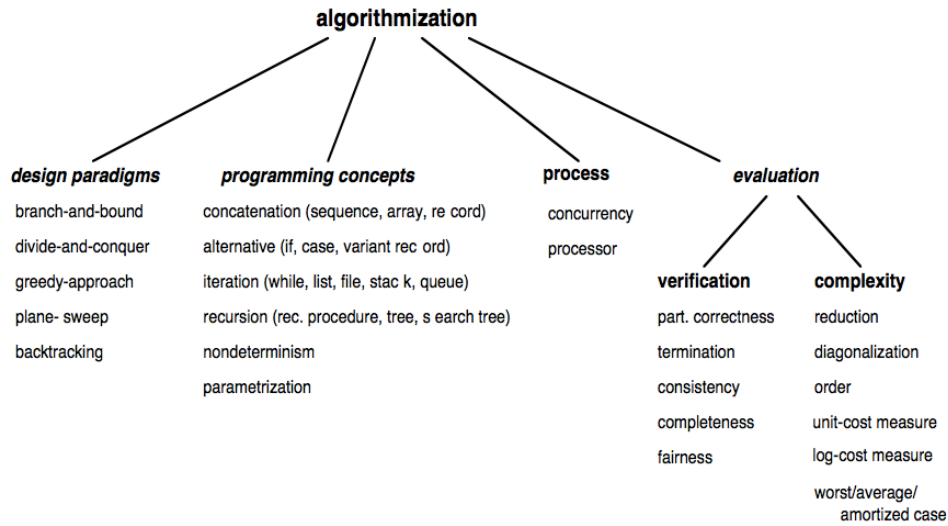 algorithmization
design paradigms
branch-and-bound
divide-and-conquer
greedy-approach
plane- sweep
backtracking
programming concepts
concatenation (sequence, array, re cord)
alternative (if, case, variant rec ord)
iteration (while, list, file, stac k, queue)
recursion (rec. procedure, tree, s earch tree)
nondeterminism
parametrization
process
concurrency
processor
evaluation
verification
part. correctness
termination
consistency
completeness
fairness
complexity
reduction
diagonalization
order
unit-cost measure
log-cost measure
worst/average/
amortized case